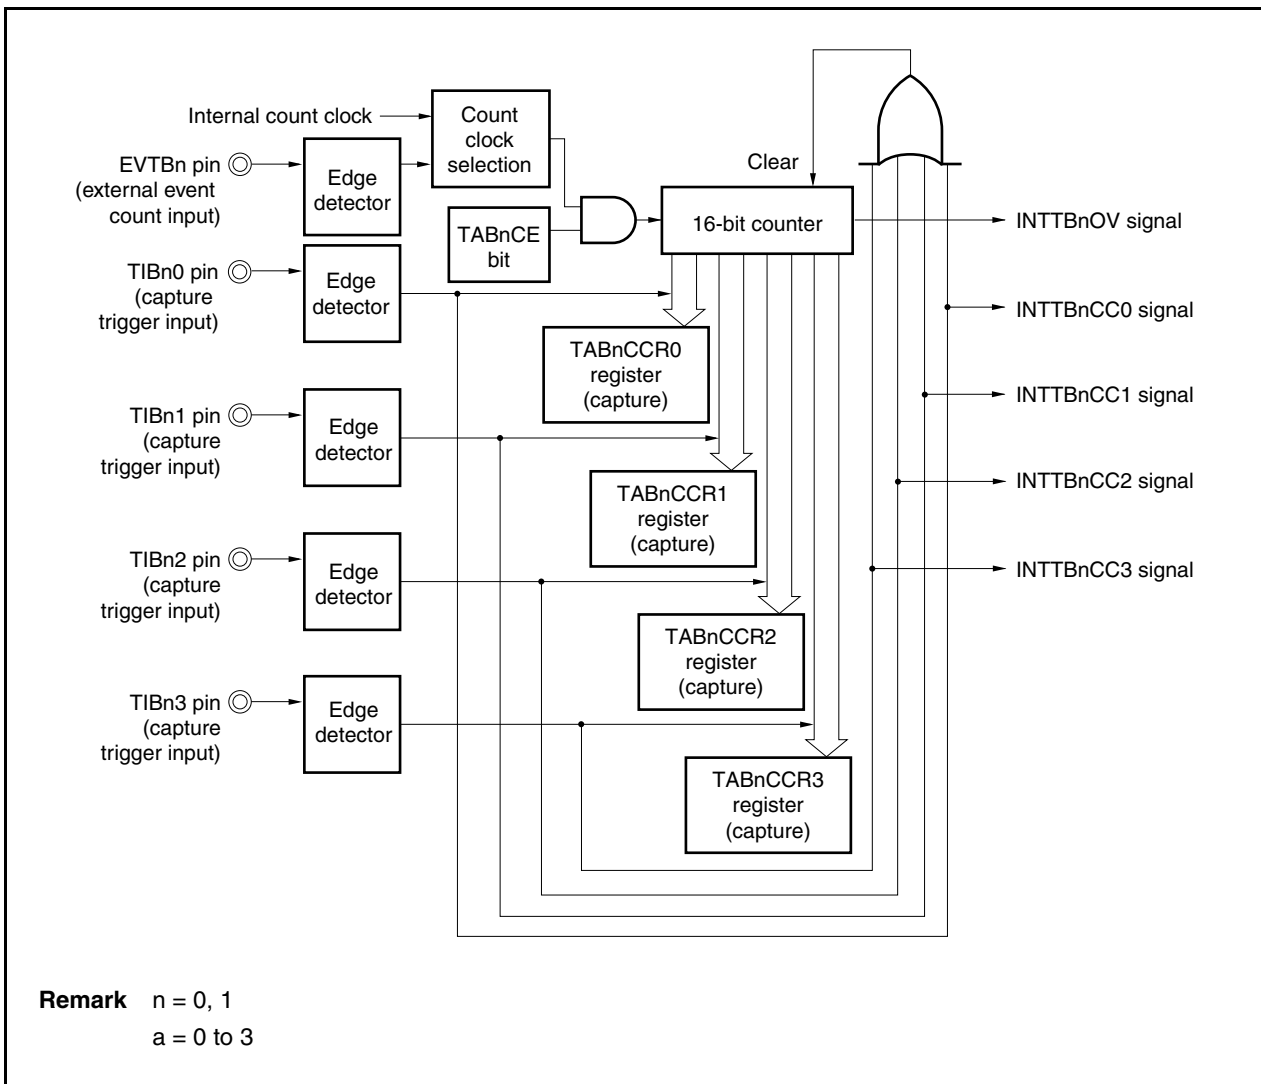 Internal count clock
Count
clock
selection
EVTBn pin
(external event
count input)
Edge
detector
Clear
TABnCE
bit
16-bit counter
INTTBnOV signal
TIBn0 pin
(capture
trigger input)
Edge
detector
INTTBnCC0 signal
TABnCCR0
register
(capture)
TIBn1 pin
(capture
trigger input)
Edge
detector
INTTBnCC1 signal
TABnCCR1
register
(capture)
INTTBnCC2 signal
TIBn2 pin
(capture
trigger input)
Edge
detector
INTTBnCC3 signal
TABnCCR2
register
(capture)
TIBn3 pin
(capture
trigger input)
Edge
detector
TABnCCR3
register
(capture)
Remark n = 0, 1
a = 0 to 3